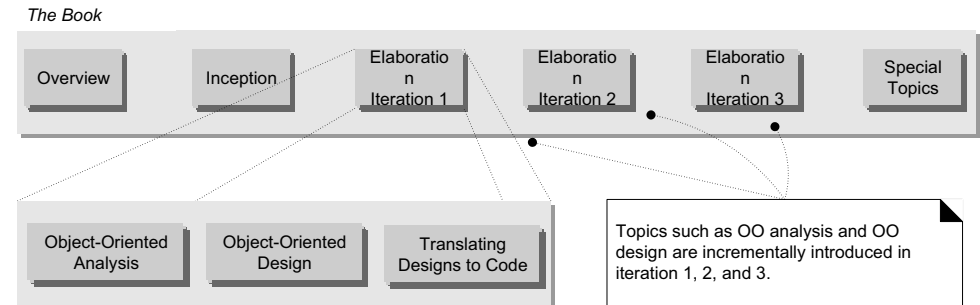 The Book
Overview
Inception
Elaboratio
n
Iteration 1
Elaboratio
n
Iteration 2
Elaboratio
n
Iteration 3
Special
Topics
Object-Oriented
Analysis
Object-Oriented
Design
Translating
Designs to Code
Topics such as OO analysis and OO
design are incrementally introduced in
iteration 1, 2, and 3.